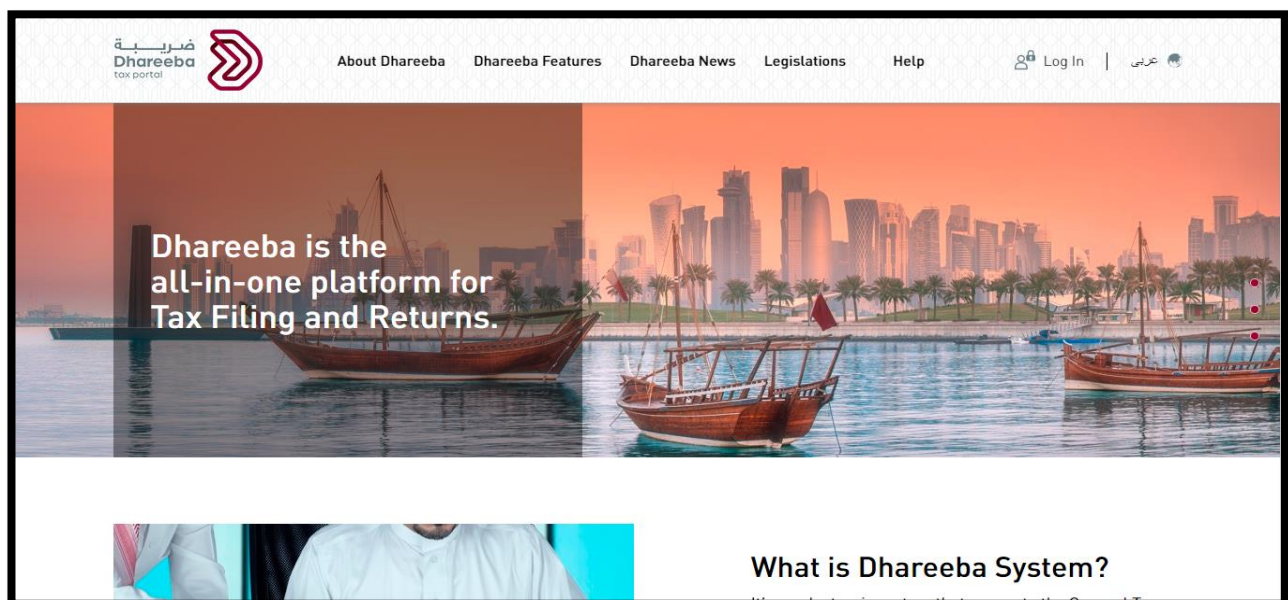 ضريبة
Dhareeba
tax portal
About Dhareeba
Dhareeba Features
Dhareeba News
Legislations
Help
Log In
عربى
Dhareeba is the
all-in-one platform for
Tax Filing and Returns.
What is Dhareeba System?